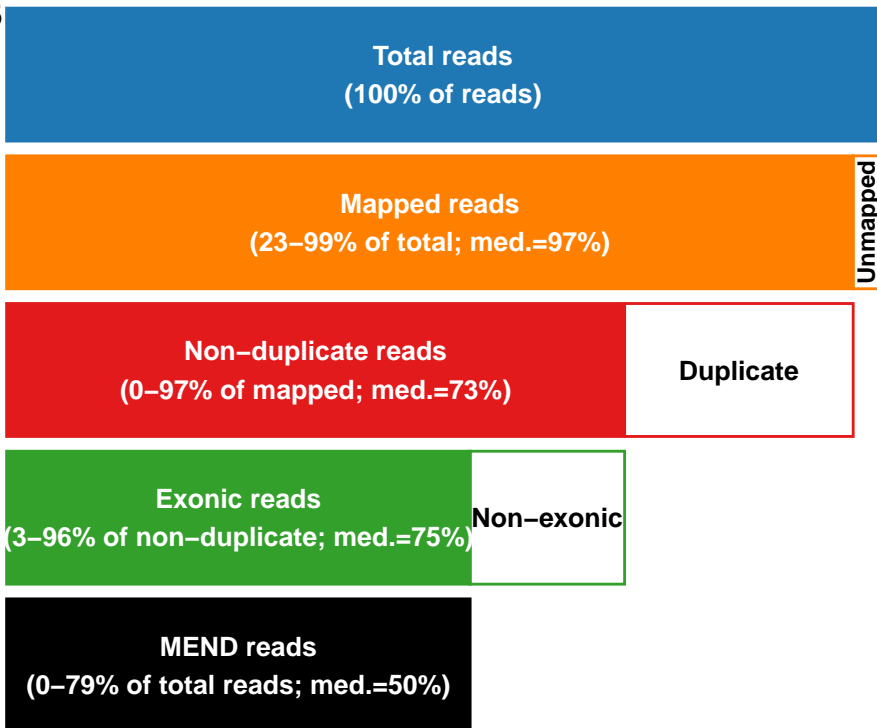 Total reads
(100% of reads)
Mapped reads
(23–99% of total; med.=97%)
Unmapped
Non–duplicate reads
(0–97% of mapped; med.=73%)
Duplicate
Exonic reads
(3–96% of non–duplicate; med.=75%)
Non–exonic
MEND reads
(0–79% of total reads; med.=50%)